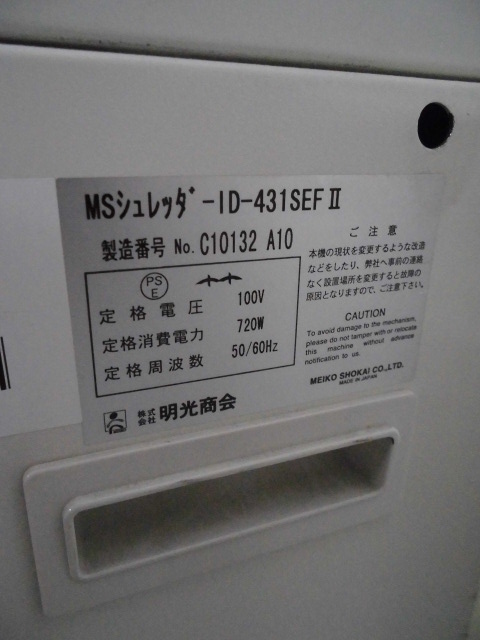 MSシュレッダｰ-ID-431SEFⅡ
製造番号 No. C10132 A10
PS
E
定格電圧 100V
定格消費電力 720W
定格周波数 50/60Hz
株式
会社 明光商会
ご注意
本機の現状を変更するような改造
などをしたり、弊社へ事前の連絡
なく設置場所を変更すると故障の
原因となりますので、ご注意下さい。
CAUTION
To avoid damage to the mechanism,
please do not tamper with or relocate
this machine without advance
notification to us.
MEIKO SHOKAI CO.,LTD.
MADE IN JAPAN